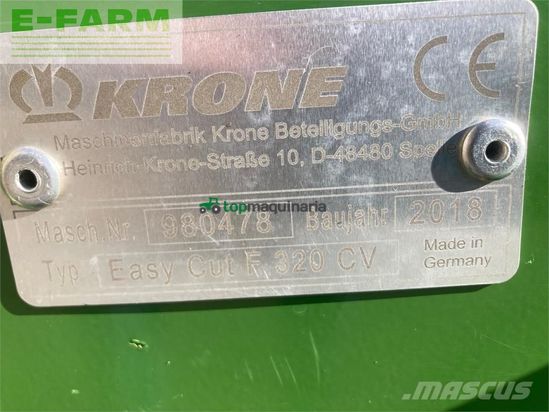 E-FARM
KRONE
CE
Maschinenfabrik Krone Beteiligungs-GmbH
Heinrich-Krone-Straße 10, D-48480 Spelle
topmaquinaria
Masch.Nr. 980478 Baujahr 2018
Typ Easy Cut F 320 CV
Made in
Germany
MASCUS